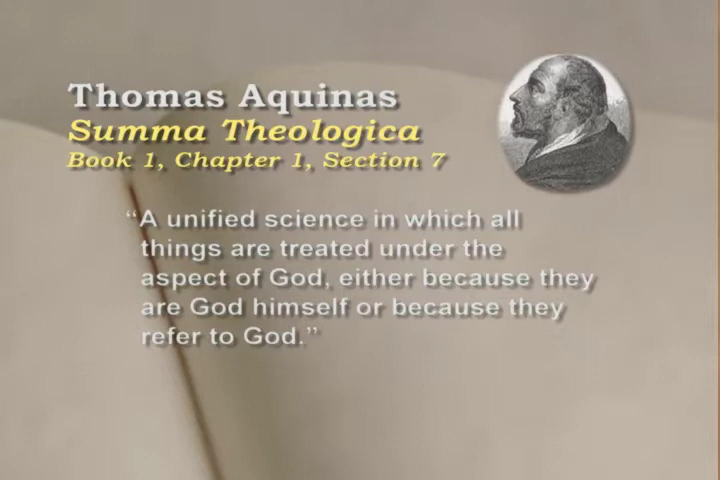 Thomas Aquinas
Summa Theologica
Book 1, Chapter 1, Section 7
“A unified science in which all
things are treated under the
aspect of God, either because they
are God himself or because they
refer to God.”